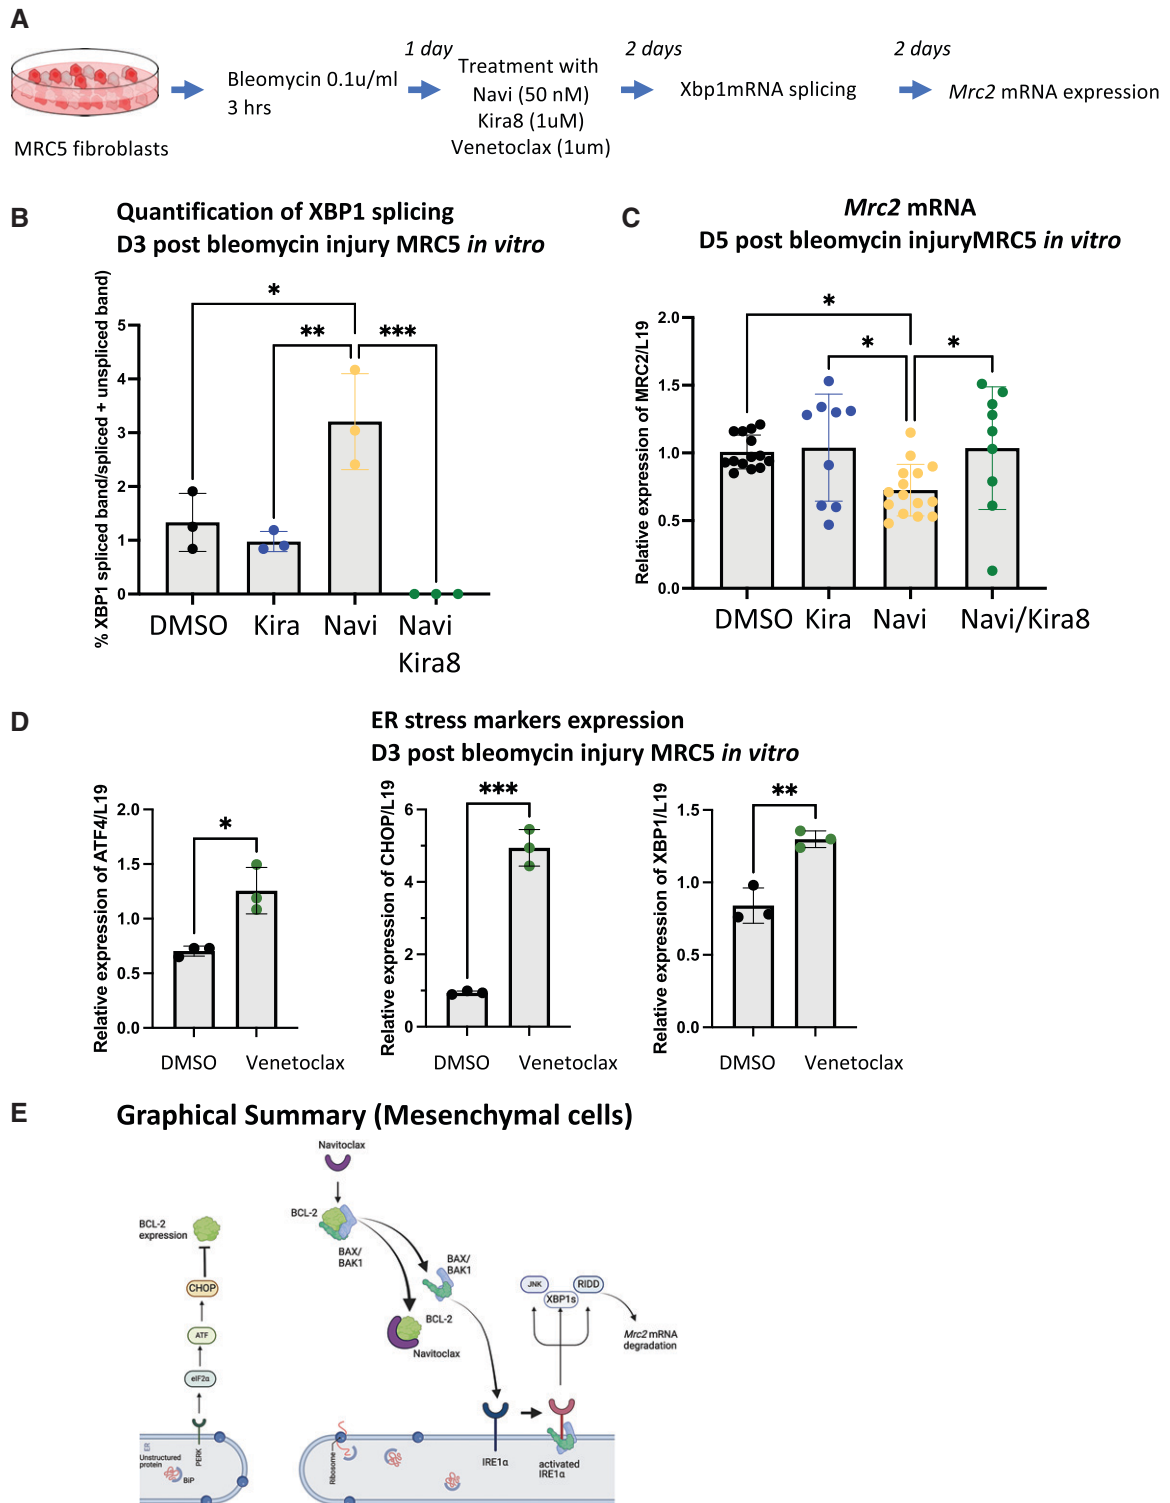 A
1 day
2 days
2 days
Bleomycin 0.1u/ml
3 hrs
Treatment with
Navi (50 nM)
Kira8 (1uM)
Venetoclax (1um)
Xbp1mRNA splicing
Mrc2 mRNA expression
MRC5 fibroblasts
B
Quantification of XBP1 splicing
D3 post bleomycin injury MRC5 in vitro
% XBP1 spliced band/spliced + unspliced band)
5
4
3
2
1
0
*
**
***
DMSO
Kira
Navi
Navi
Kira8
C
Mrc2 mRNA
D5 post bleomycin injuryMRC5 in vitro
Relative expression of MRC2/L19
2.0
1.5
1.0
0.5
0.0
*
*
*
DMSO
Kira
Navi
Navi/Kira8
D
ER stress markers expression
D3 post bleomycin injury MRC5 in vitro
Relative expression of ATF4/L19
2.0
1.5
1.0
0.5
0.0
*
DMSO
Venetoclax
Relative expression of CHOP/L19
6
4
2
0
***
DMSO
Venetoclax
Relative expression of XBP1/L19
1.5
1.0
0.5
0.0
**
DMSO
Venetoclax
E
Graphical Summary (Mesenchymal cells)
Navitoclax
BCL-2
BAX/
BAK1
BCL-2
expression
CHOP
ATF
eIF2α
PERK
ER
Unstructured
protein
BiP
BAX/
BAK1
BCL-2
Navitoclax
JNK
XBP1s
RIDD
Mrc2 mRNA
degradation
Ribosome
IRE1α
activated
IRE1α